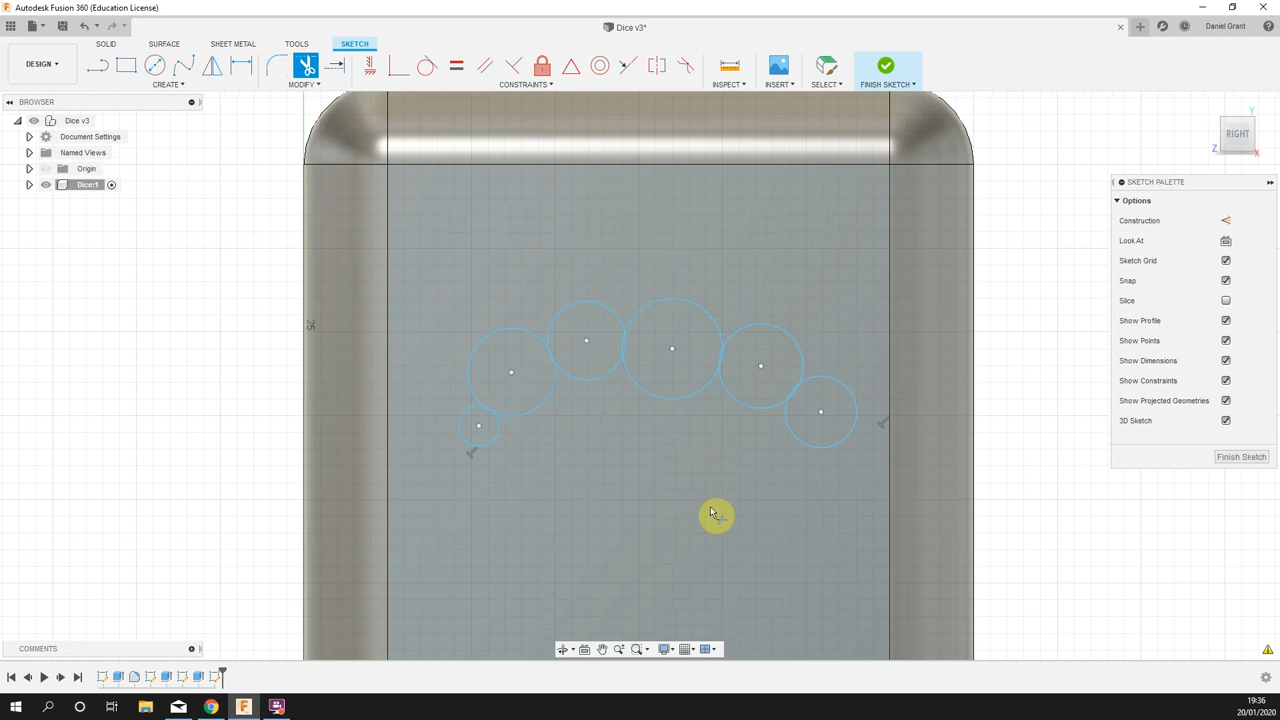 Autodesk Fusion 360 (Education License)
Dice v3*
Daniel Grant
DESIGN
SOLID
SURFACE
SHEET METAL
TOOLS
SKETCH
CREATE
MODIFY
CONSTRAINTS
INSPECT
INSERT
SELECT
FINISH SKETCH
BROWSER
Dice v3
Document Settings
Named Views
Origin
Dice:1
25
Y
RIGHT
Z
X
SKETCH PALETTE
Options
Construction
Look At
Sketch Grid
Snap
Slice
Show Profile
Show Points
Show Dimensions
Show Constraints
Show Projected Geometries
3D Sketch
Finish Sketch
COMMENTS
19:36
20/01/2020